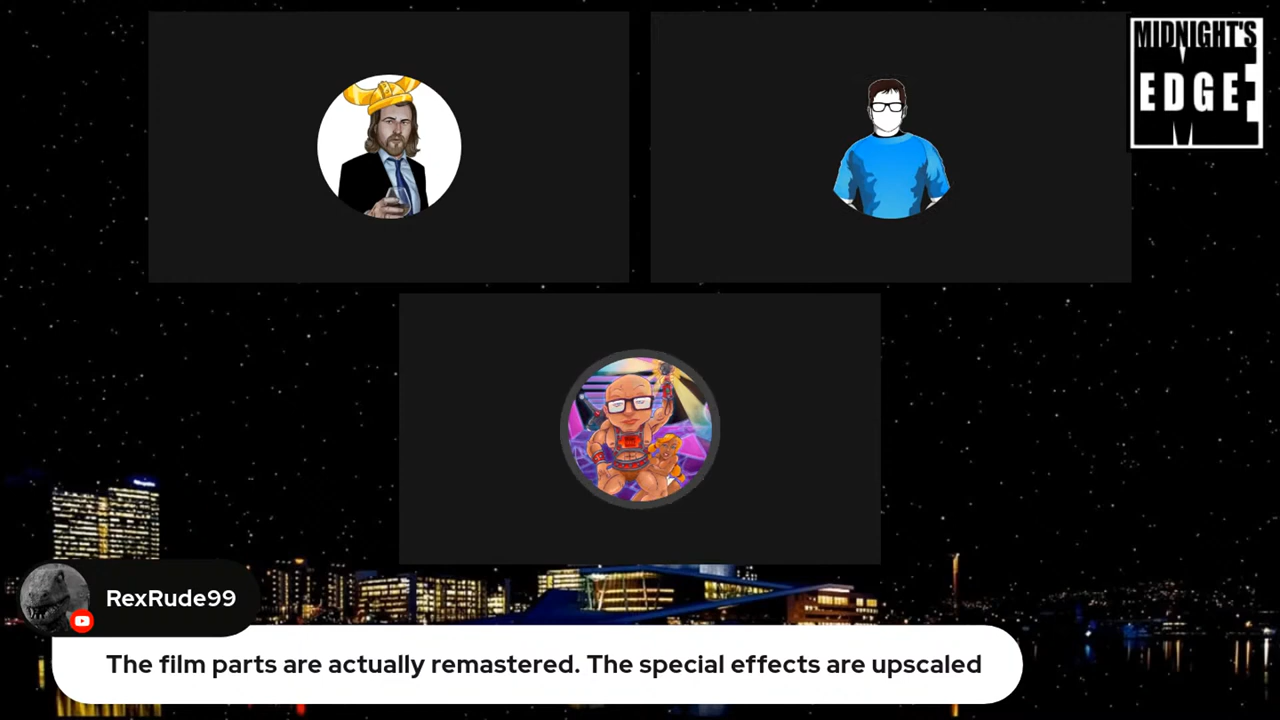 MIDNIGHT'S
EDGE
RexRude99
The film parts are actually remastered. The special effects are upscaled